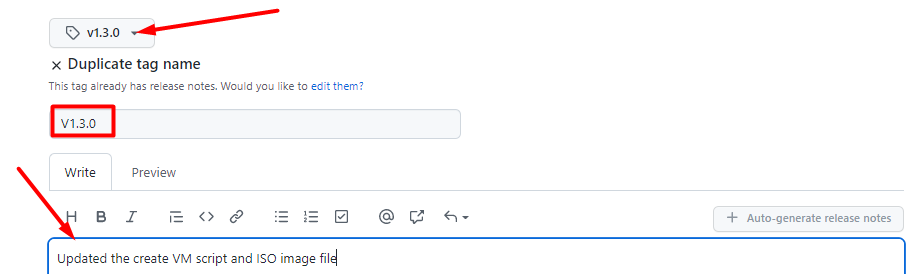 v1.3.0
Duplicate tag name
This tag already has release notes. Would you like to edit them?
V1.3.0
Write Preview
H B I @
Auto-generate release notes
Updated the create VM script and ISO image file